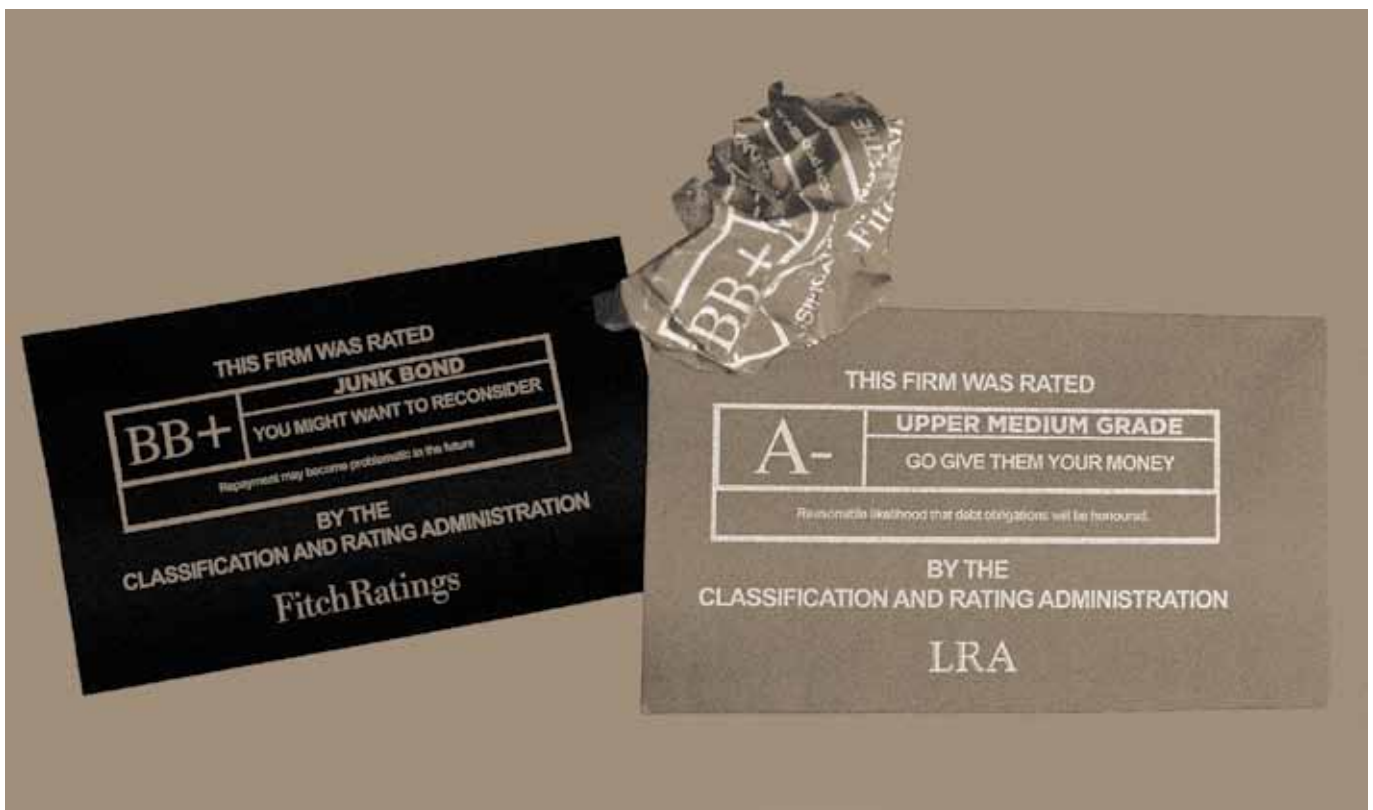 THIS FIRM WAS RATED
BB+
JUNK BOND
YOU MIGHT WANT TO RECONSIDER
Repayment may become problematic in the future
BY THE
CLASSIFICATION AND RATING ADMINISTRATION
FitchRatings
BB+
THE
THIS FIRM WAS RATED
A-
UPPER MEDIUM GRADE
GO GIVE THEM YOUR MONEY
Reasonable likelihood that debt obligations will be honoured.
BY THE
CLASSIFICATION AND RATING ADMINISTRATION
LRA